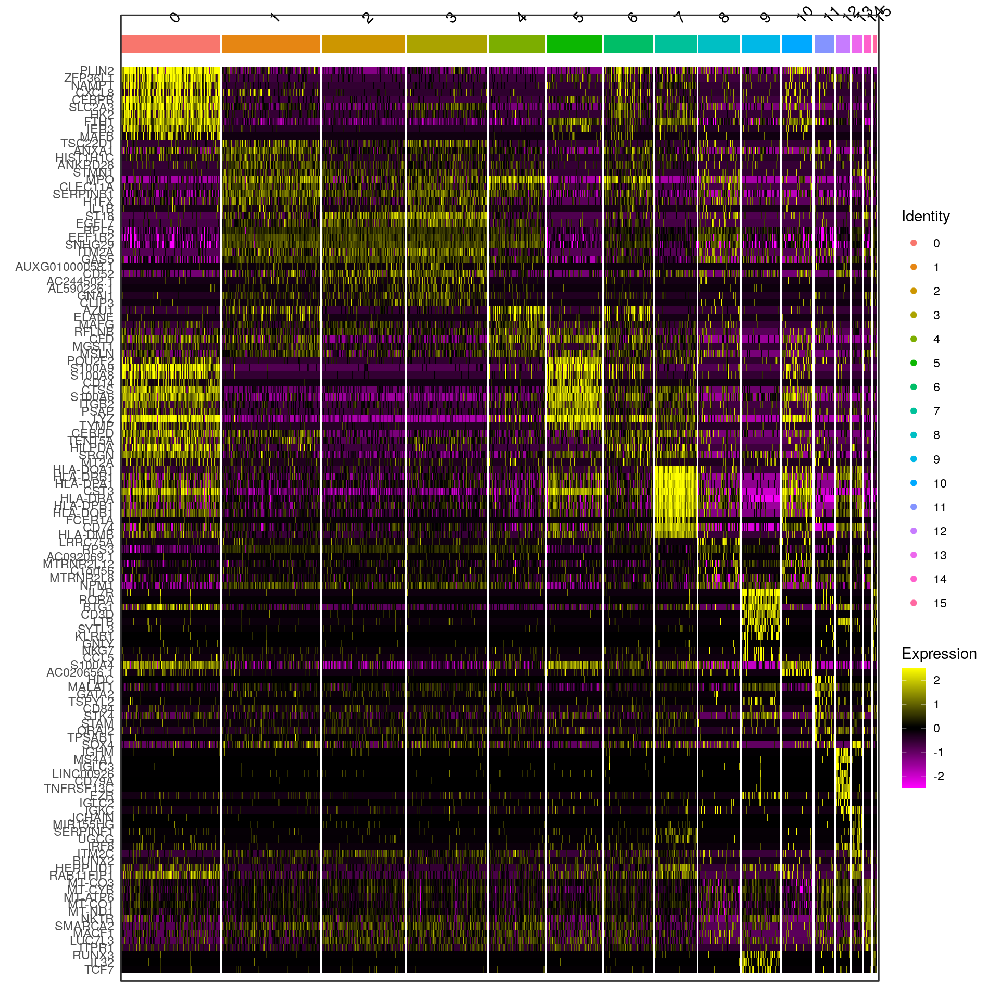 0 1 2 3 4 5 6 7 8 9 10 11 12 13 14 15
PLIN2
ZFP36L1
NAMPT
CXCL8
CEBPB
SLC2A3
HK2
FTH1
IER3
MAFB
TSC22D1
ANXA1
HIST1H1C
ANKRD28
STMN1
MPO
CLEC11A
SERPINB1
H1FX
IL1B
ST18
EGFL7
RPL5
EEF1B2
SNHG29
ITM2A
GAS5
AUXG01000058.1
CD52
AC244502.1
AL590226.1
GNAI1
CLIP3
AZU1
ELANE
MAFG
RFLNB
CFD
MGST1
MSLN
POU2F2
S100A9
S100A8
CD14
CTSS
S100A6
ITGB2
PSAP
LYZ
TYMP
CEBPD
TENT5A
HILPDA
SRGN
MT2A
HLA-DQA1
HLA-DRB1
HLA-DPA1
CST3
HLA-DRA
HLA-DPB1
HLA-DQB1
FCER1A
CD74
HLA-DMB
LRRC75A
RPS3
AC092069.1
MTRNR2L12
C1orf56
MTRNR2L8
NPM1
IL7R
RORA
BTG1
CD3D
LTB
SYTL3
KLRB1
GNLY
NKG7
CCL5
S100A4
AC020656.1
HDC
MALAT1
GATA2
TSPYL2
CD84
STK4
STAM
ORAI2
TPSAB1
SOX4
IGHM
MS4A1
IGLC3
LINC00926
CD79A
TNFRSF13C
EZR
IGLC2
IGKC
JCHAIN
MIR155HG
SERPINF1
UGCG
IRF8
ITM2C
RUNX2
HERPUD1
RAB11FIP1
MT-CO3
MT-CYB
MT-ATP6
MT-CO1
MT-ND1
NKTR
SMARCA2
MACF1
LUC7L3
ITPR1
RUNX3
IL32
TCF7
Identity
0
1
2
3
4
5
6
7
8
9
10
11
12
13
14
15
Expression
2
1
0
-1
-2